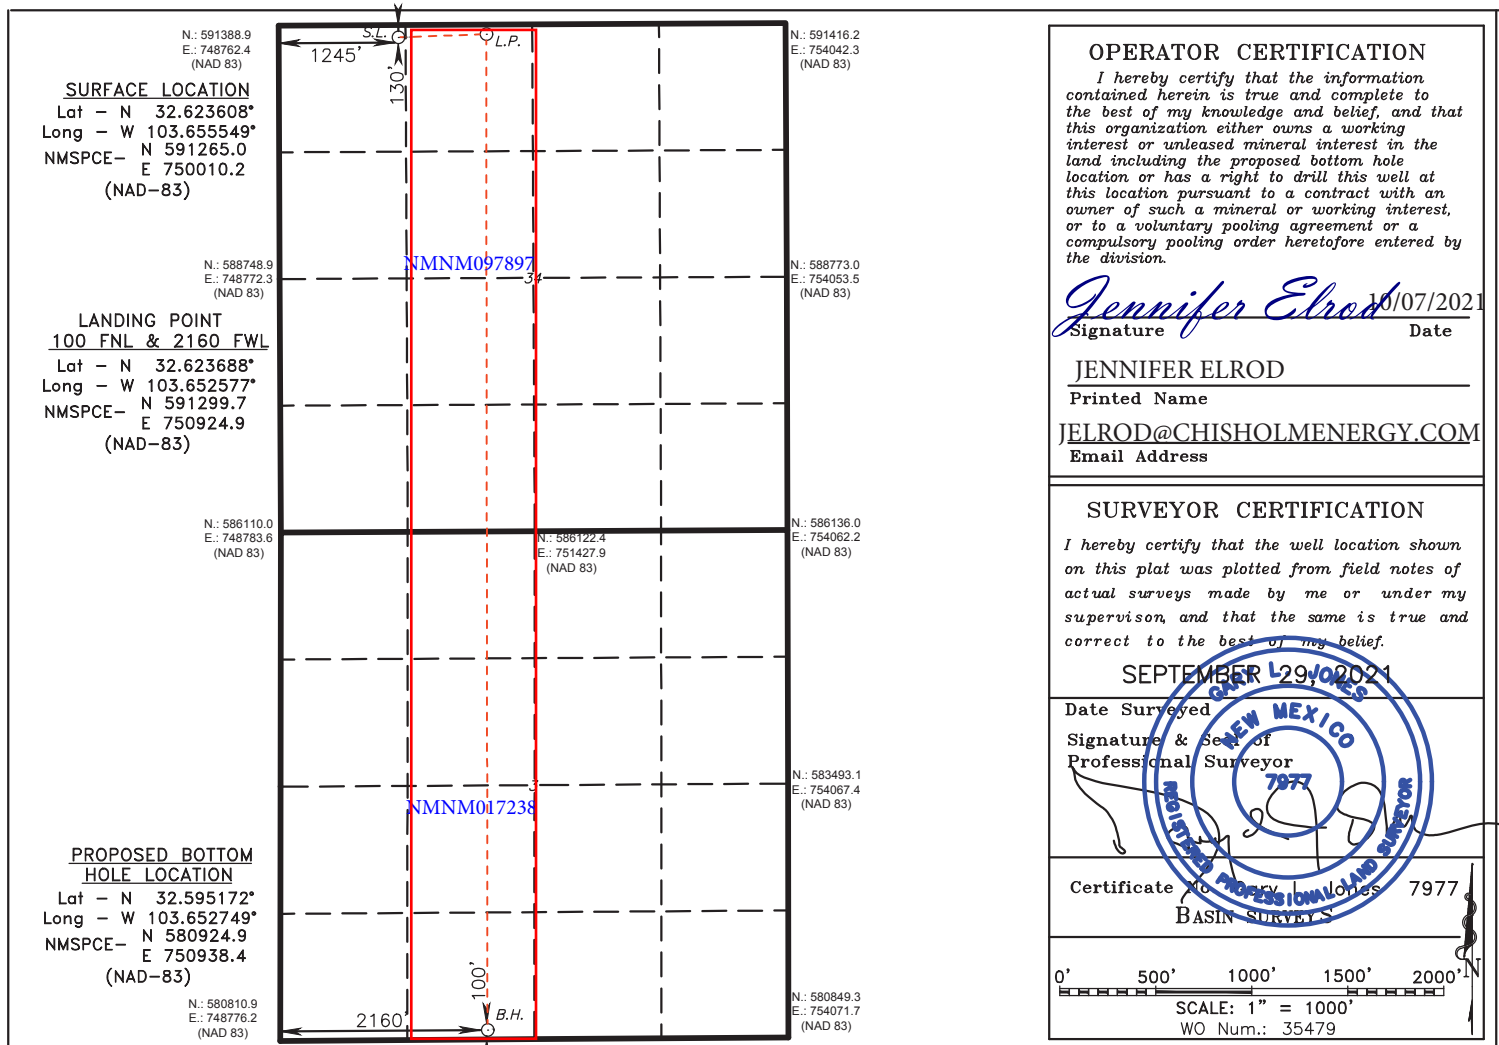 N.: 591388.9
E.: 748762.4
(NAD 83)
S.L.
L.P.
1245'
130'
N.: 591416.2
E.: 754042.3
(NAD 83)
SURFACE LOCATION
Lat - N 32.623608°
Long - W 103.655549°
NMSPCE- N 591265.0
E 750010.2
(NAD-83)
N.: 588748.9
E.: 748772.3
(NAD 83)
NMNM097897
34
N.: 588773.0
E.: 754053.5
(NAD 83)
LANDING POINT
100 FNL & 2160 FWL
Lat - N 32.623688°
Long - W 103.652577°
NMSPCE- N 591299.7
E 750924.9
(NAD-83)
N.: 586110.0
E.: 748783.6
(NAD 83)
N.: 586122.4
E.: 751427.9
(NAD 83)
N.: 586136.0
E.: 754062.2
(NAD 83)
3
NMNM017238
N.: 583493.1
E.: 754067.4
(NAD 83)
PROPOSED BOTTOM
HOLE LOCATION
Lat - N 32.595172°
Long - W 103.652749°
NMSPCE- N 580924.9
E 750938.4
(NAD-83)
N.: 580810.9
E.: 748776.2
(NAD 83)
2160'
100'
B.H.
N.: 580849.3
E.: 754071.7
(NAD 83)
OPERATOR CERTIFICATION
I hereby certify that the information
contained herein is true and complete to
the best of my knowledge and belief, and that
this organization either owns a working
interest or unleased mineral interest in the
land including the proposed bottom hole
location or has a right to drill this well at
this location pursuant to a contract with an
owner of such a mineral or working interest,
or to a voluntary pooling agreement or a
compulsory pooling order heretofore entered by
the division.
Jennifer Elrod 10/07/2021
Signature Date
JENNIFER ELROD
Printed Name
JELROD@CHISHOLMENERGY.COM
Email Address
SURVEYOR CERTIFICATION
I hereby certify that the well location shown
on this plat was plotted from field notes of
actual surveys made by me or under my
supervison, and that the same is true and
correct to the best of my belief.
SEPTEMBER 29, 2021
Date Surveyed
Signature & Seal of
Professional Surveyor
GARY L. JONES
NEW MEXICO
7977
REGISTERED PROFESSIONAL LAND SURVEYOR
Certificate No. Gary L. Jones 7977
BASIN SURVEYS
N
0' 500' 1000' 1500' 2000'
SCALE: 1" = 1000'
WO Num.: 35479